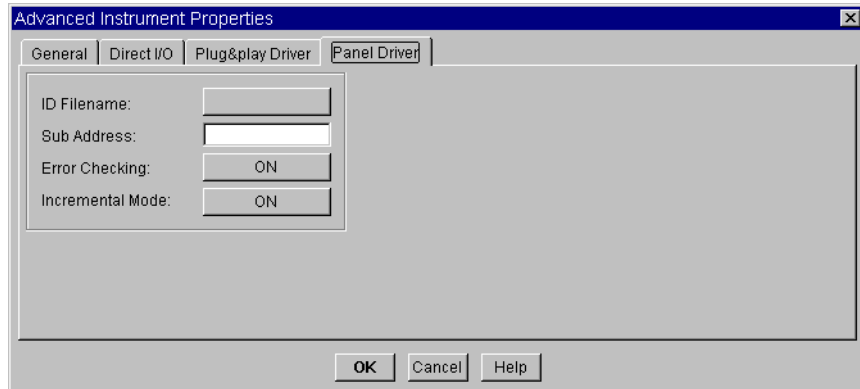 Advanced Instrument Properties
General Direct I/O Plug&play Driver Panel Driver
ID Filename:
Sub Address:
Error Checking: ON
Incremental Mode: ON
OK Cancel Help